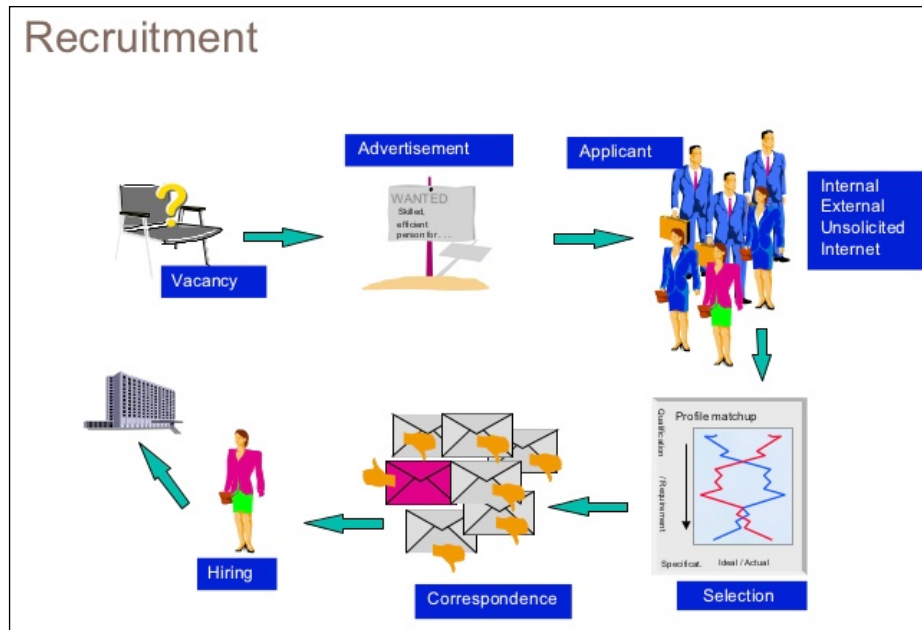 Recruitment
Vacancy
Advertisement
WANTED
Skilled,
efficient
person for . . .
Applicant
Internal
External
Unsolicited
Internet
Profile matchup
Qualification
/ Requirement
Specificat.
Ideal / Actual
Selection
Correspondence
Hiring